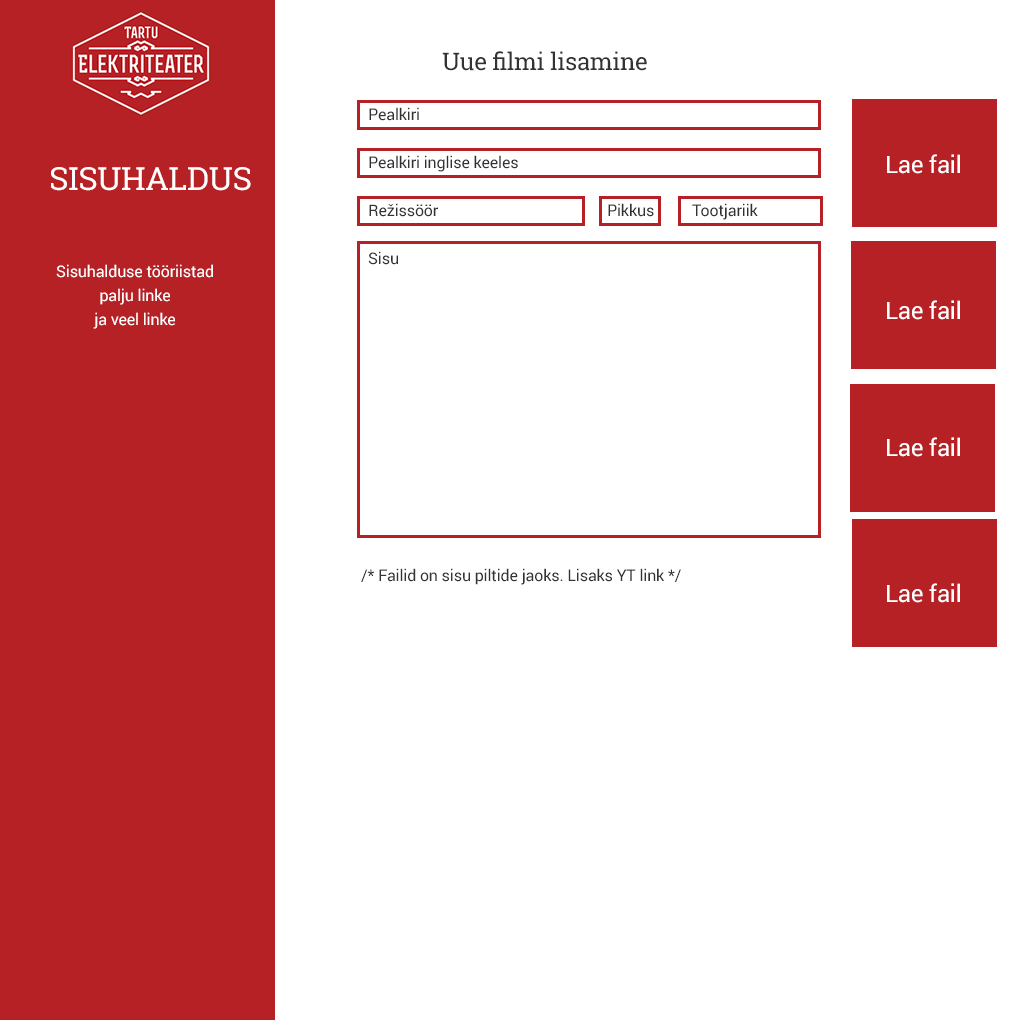 TARTU
ELEKTRITEATER
SISUHALDUS
Sisuhalduse tööriistad
palju linke
ja veel linke
Uue filmi lisamine
Pealkiri
Pealkiri inglise keeles
Režissöör
Pikkus
Tootjariik
Sisu
/* Failid on sisu piltide jaoks. Lisaks YT link */
Lae fail
Lae fail
Lae fail
Lae fail